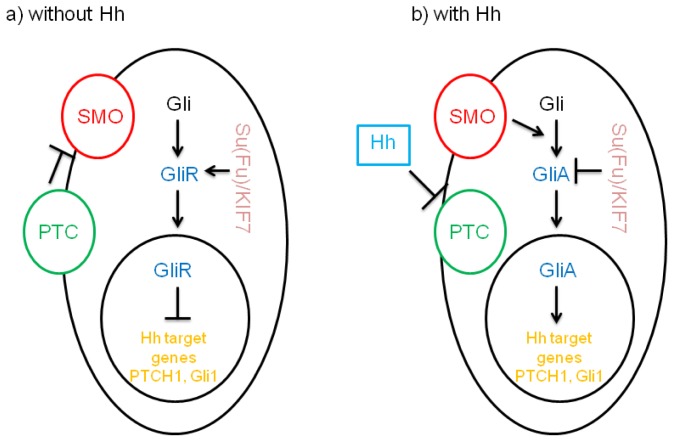 a) without Hh
SMO
Gli
Su(Fu)/KIF7
GliR
PTC
GliR
Hh target
genes
PTCH1, Gli1
b) with Hh
SMO
Gli
Hh
Su(Fu)/KIF7
GliA
PTC
GliA
Hh target
genes
PTCH1, Gli1